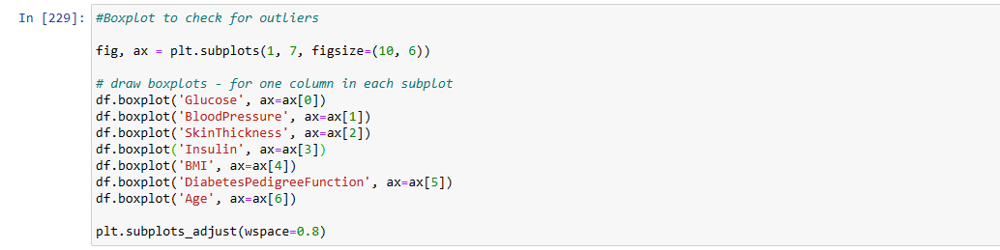 In [229]: #Boxplot to check for outliers
fig, ax = plt.subplots(1, 7, figsize=(10, 6))
# draw boxplots - for one column in each subplot
df.boxplot('Glucose', ax=ax[0])
df.boxplot('BloodPressure', ax=ax[1])
df.boxplot('SkinThickness', ax=ax[2])
df.boxplot('Insulin', ax=ax[3])
df.boxplot('BMI', ax=ax[4])
df.boxplot('DiabetesPedigreeFunction', ax=ax[5])
df.boxplot('Age', ax=ax[6])
plt.subplots_adjust(wspace=0.8)